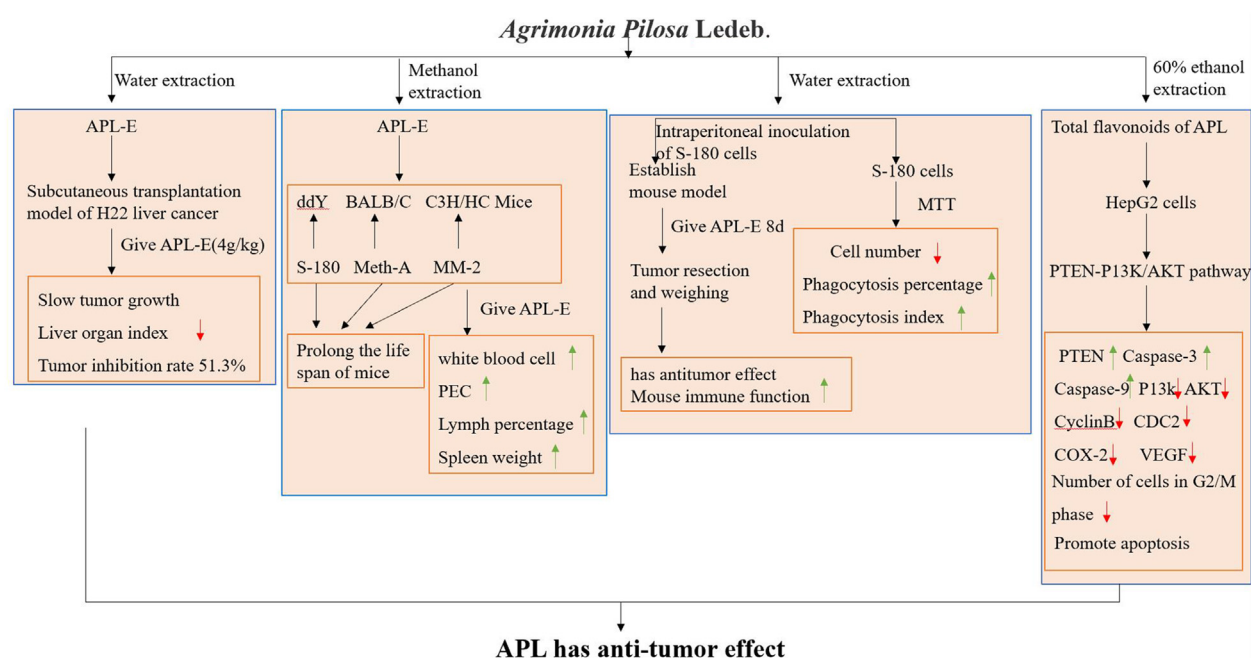 Agrimonia Pilosa Ledeb.
Water extraction
Methanol
extraction
Water extraction
60% ethanol
extraction
APL-E
Subcutaneous transplantation
model of H22 liver cancer
Give APL-E(4g/kg)
Slow tumor growth
Liver organ index
Tumor inhibition rate 51.3%
APL-E
ddY BALB/C C3H/HC Mice
S-180 Meth-A MM-2
Give APL-E
Prolong the life
span of mice
white blood cell
PEC
Lymph percentage
Spleen weight
Intraperitoneal inoculation
of S-180 cells
Establish
mouse model
Give APL-E 8d
Tumor resection
and weighing
has antitumor effect
Mouse immune function
S-180 cells
MTT
Cell number
Phagocytosis percentage
Phagocytosis index
Total flavonoids of APL
HepG2 cells
PTEN-P13K/AKT pathway
PTEN Caspase-3
Caspase-9 P13k AKT
CyclinB CDC2
COX-2 VEGF
Number of cells in G2/M
phase
Promote apoptosis
APL has anti-tumor effect